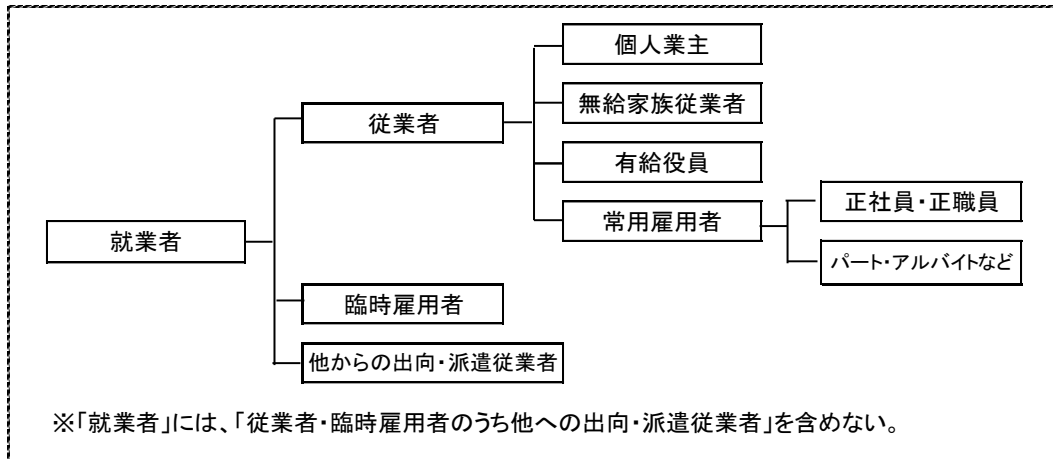 個人業主
無給家族従業者
従業者
有給役員
正社員・正職員
常用雇用者
就業者
パート・アルバイトなど
臨時雇用者
他からの出向・派遣従業者
※「就業者」には、「従業者・臨時雇用者のうち他への出向・派遣従業者」を含めない。